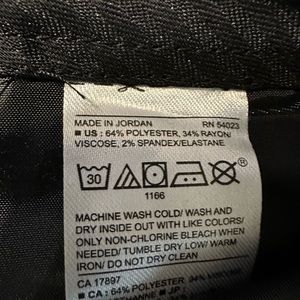 MADE IN JORDAN RN 54023
■ US : 64% POLYESTER, 34% RAYON/
VISCOSE, 2% SPANDEX/ELASTANE
30
1166
MACHINE WASH COLD/ WASH AND
DRY INSIDE OUT WITH LIKE COLORS/
ONLY NON-CHLORINE BLEACH WHEN
NEEDED/ TUMBLE DRY LOW/ WARM
IRON/ DO NOT DRY CLEAN
CA 17897
■ CA : 64% POLYESTER, 34%
■ JP :